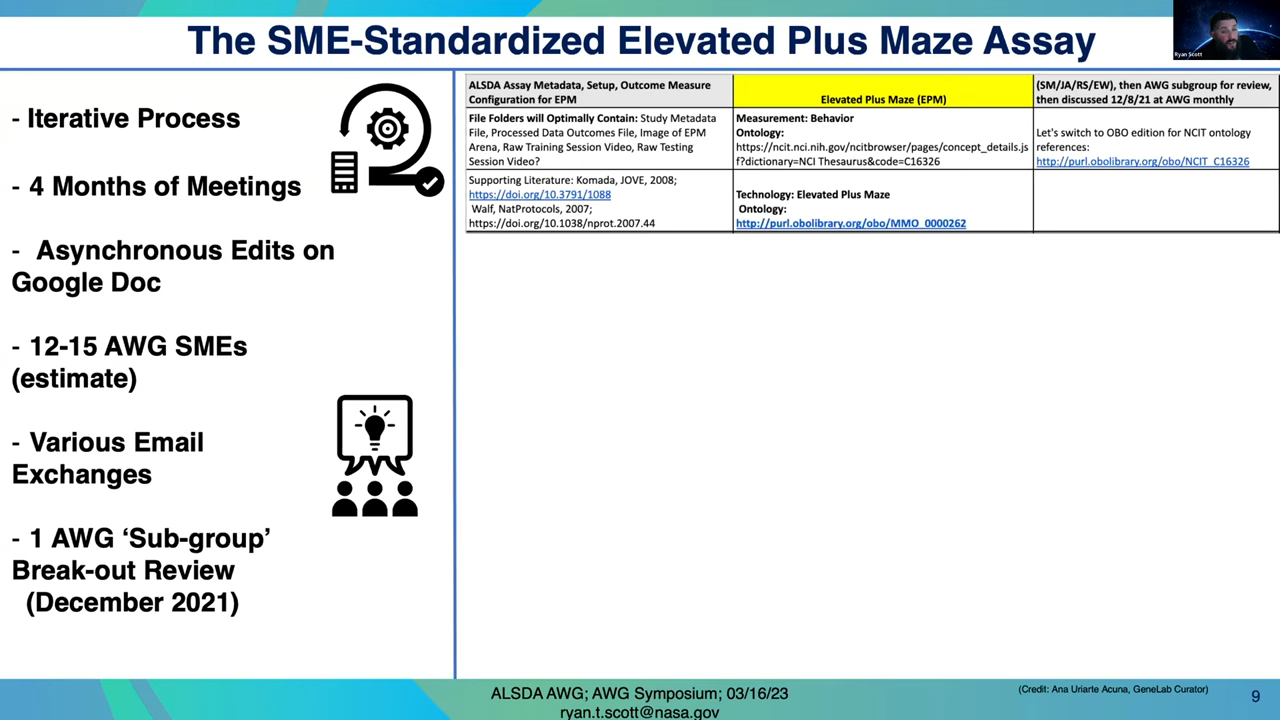 The SME-Standardized Elevated Plus Maze Assay
Ryan Scott
- Iterative Process
- 4 Months of Meetings
- Asynchronous Edits on
Google Doc
- 12-15 AWG SMEs
(estimate)
- Various Email
Exchanges
- 1 AWG ‘Sub-group’
Break-out Review
(December 2021)
ALSDA Assay Metadata, Setup, Outcome Measure
Configuration for EPM
Elevated Plus Maze (EPM)
(SM/JA/RS/EW), then AWG subgroup for review,
then discussed 12/8/21 at AWG monthly
File Folders will Optimally Contain: Study Metadata
File, Processed Data Outcomes File, Image of EPM
Arena, Raw Training Session Video, Raw Testing
Session Video?
Measurement: Behavior
Ontology:
https://ncit.nci.nih.gov/ncitbrowser/pages/concept_details.js
f?dictionary=NCI Thesaurus&code=C16326
Let's switch to OBO edition for NCIT ontology
references:
http://purl.obolibrary.org/obo/NCIT_C16326
Supporting Literature: Komada, JOVE, 2008;
https://doi.org/10.3791/1088
Walf, NatProtocols, 2007;
https://doi.org/10.1038/nprot.2007.44
Technology: Elevated Plus Maze
Ontology:
http://purl.obolibrary.org/obo/MMO_0000262
ALSDA AWG; AWG Symposium; 03/16/23
ryan.t.scott@nasa.gov
(Credit: Ana Uriarte Acuna, GeneLab Curator)
9